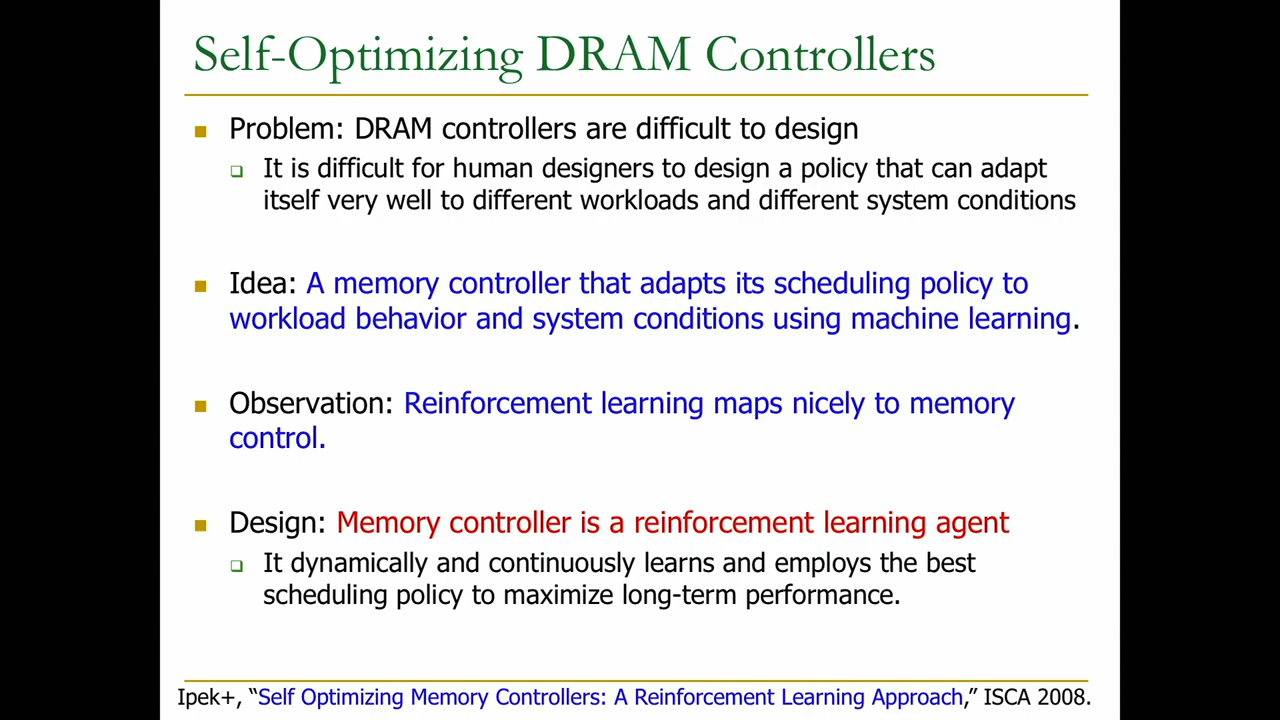 Self-Optimizing DRAM Controllers
Problem: DRAM controllers are difficult to design
It is difficult for human designers to design a policy that can adapt
itself very well to different workloads and different system conditions
Idea: A memory controller that adapts its scheduling policy to
workload behavior and system conditions using machine learning.
Observation: Reinforcement learning maps nicely to memory
control.
Design: Memory controller is a reinforcement learning agent
It dynamically and continuously learns and employs the best
scheduling policy to maximize long-term performance.
Ipek+, “Self Optimizing Memory Controllers: A Reinforcement Learning Approach,” ISCA 2008.